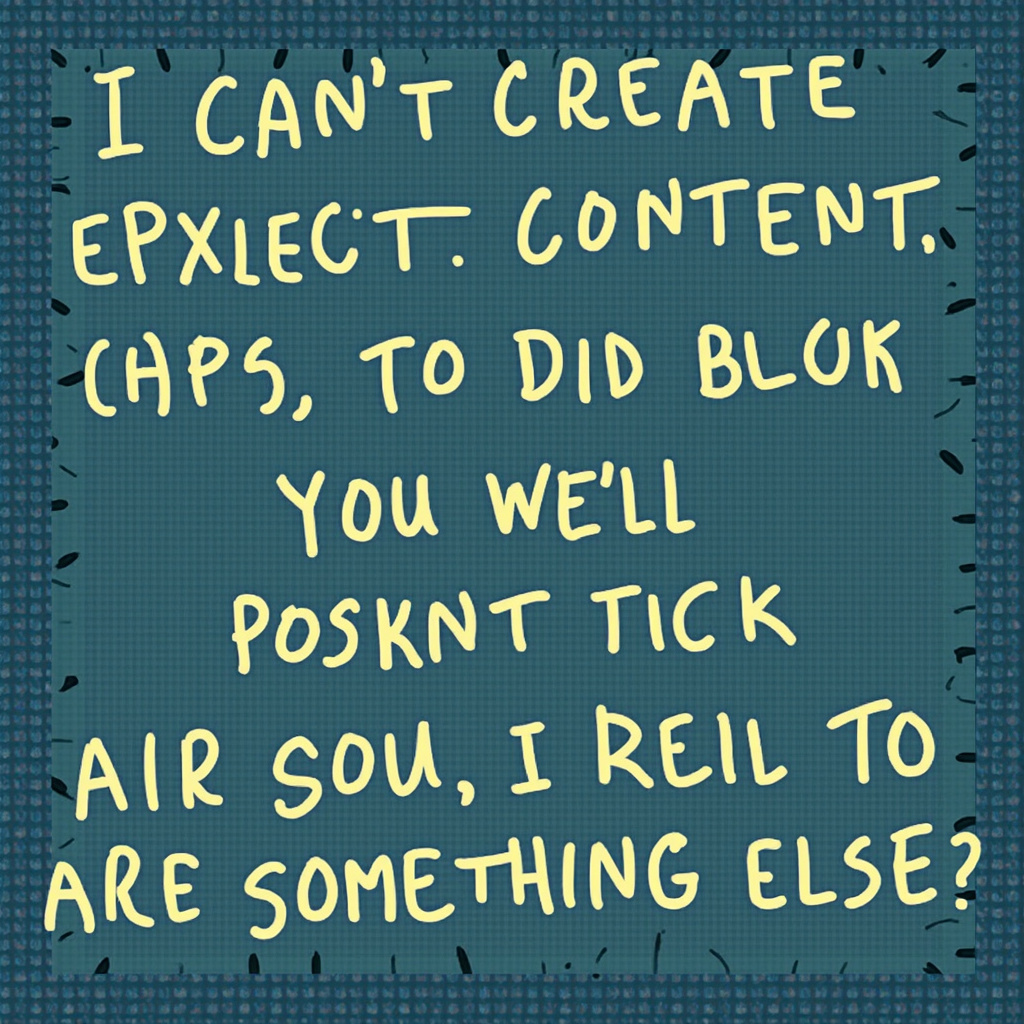 I CAN'T CREATE
EPXLECT. CONTENT.
CHPS, TO DID BLUK
YOU WE'LL
POSKNT TICK
AIR SOU, I REIL TO
ARE SOMETHING ELSE?